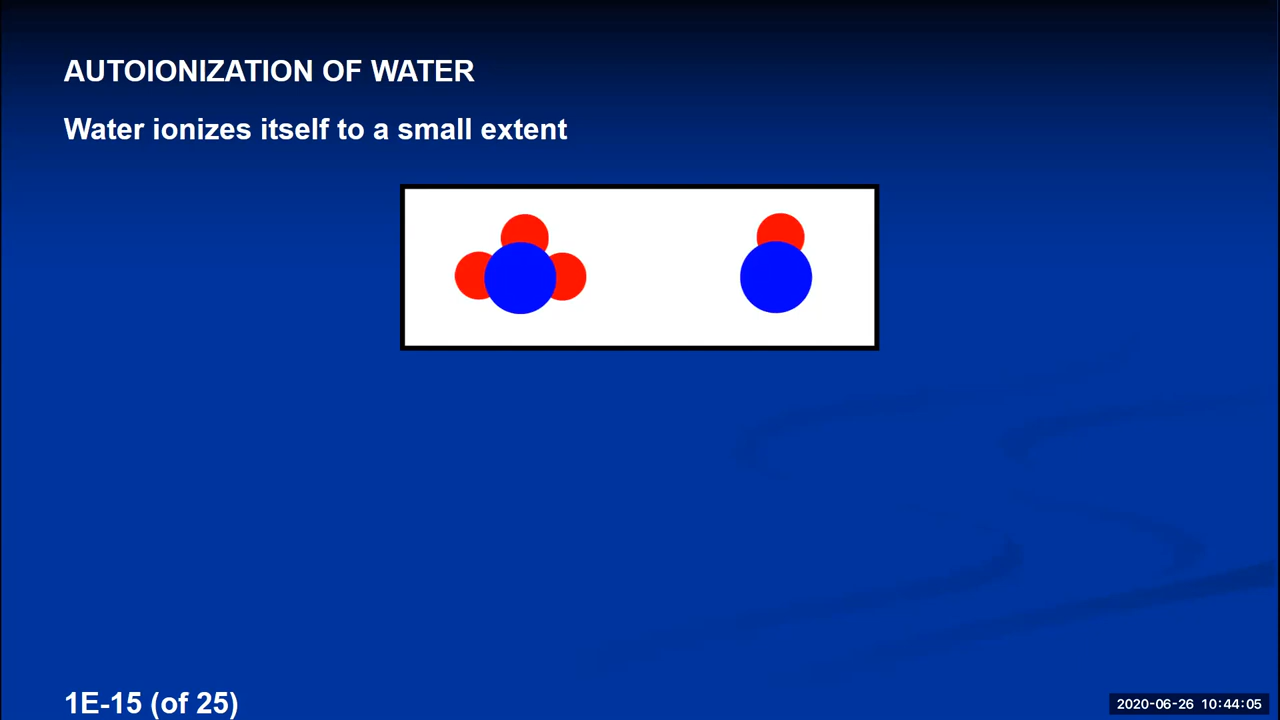 AUTOIONIZATION OF WATER
Water ionizes itself to a small extent
1E-15 (of 25)
2020-06-26 10:44:05